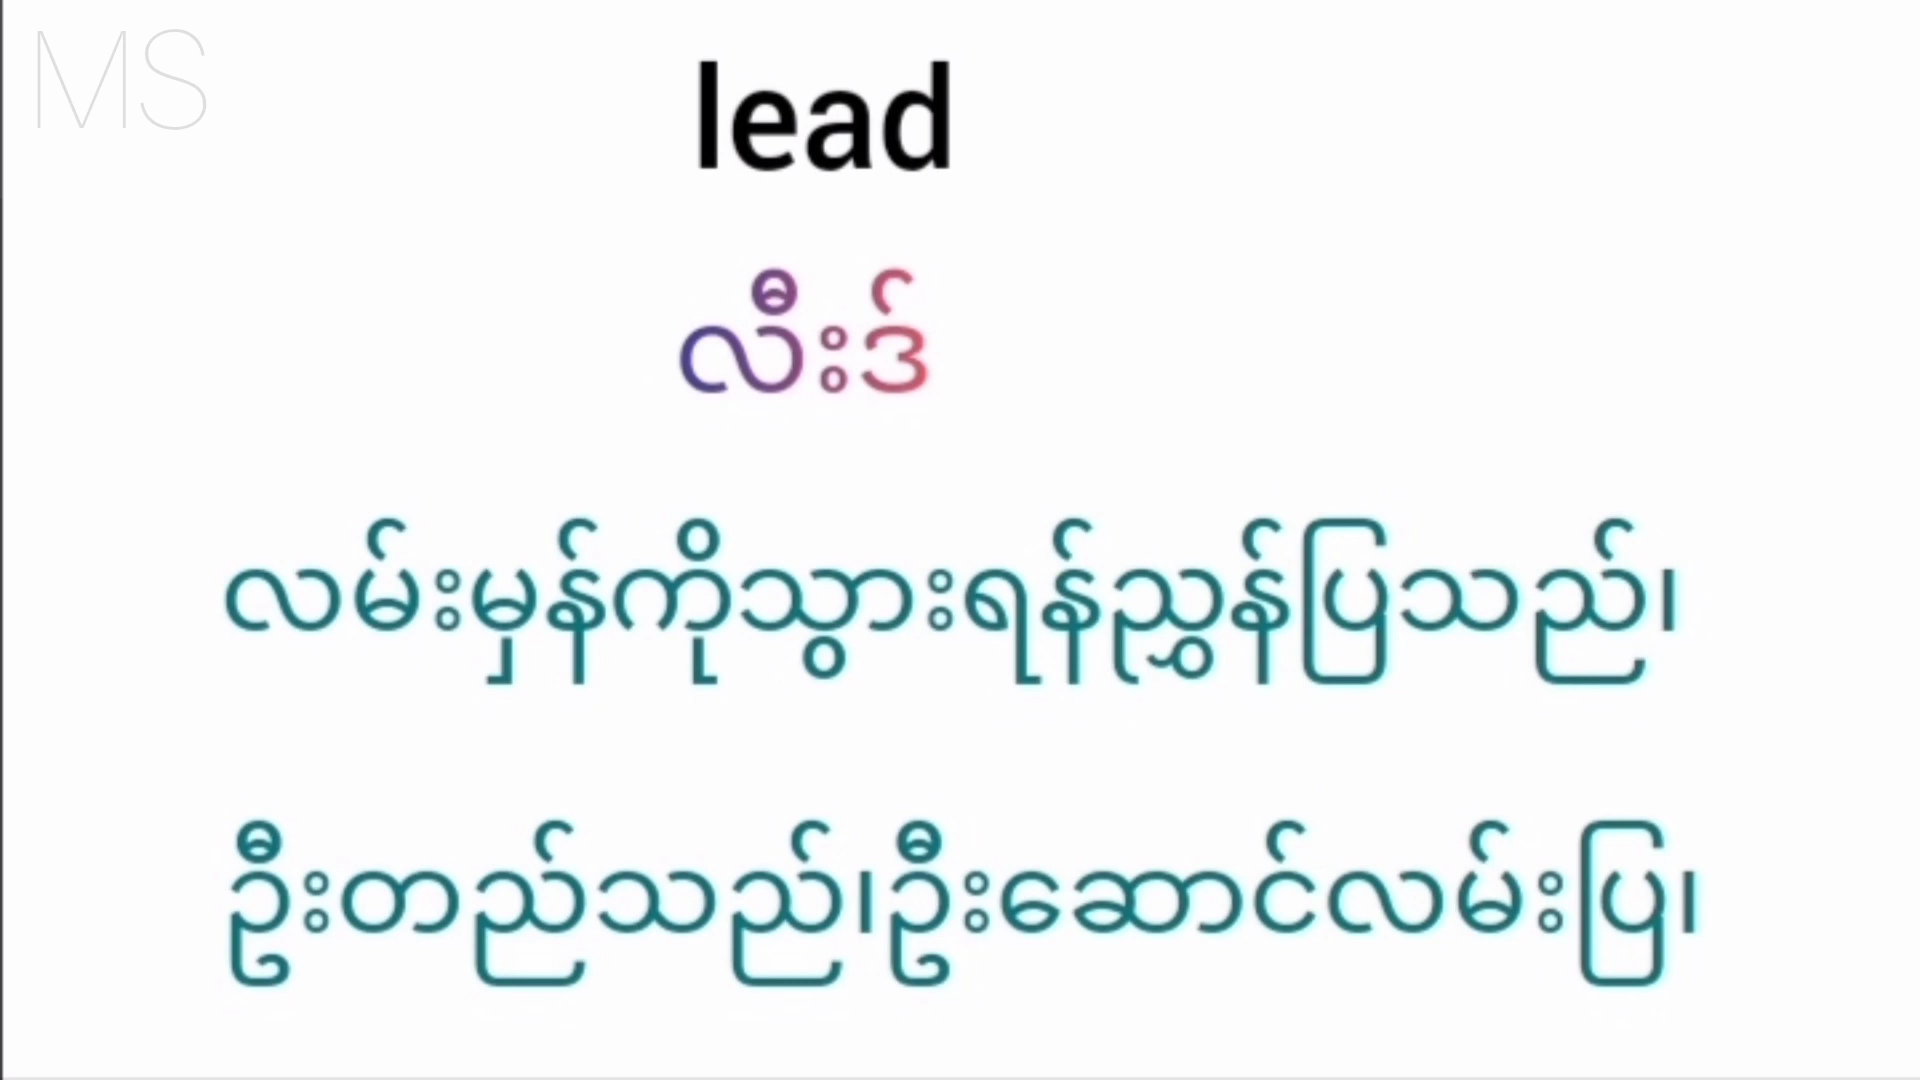 MS
lead
လီးဒ်
လမ်းမှန်ကိုသွားရန်ညွှန်ပြသည်၊
ဦးတည်သည်၊ဦးဆောင်လမ်းပြ၊